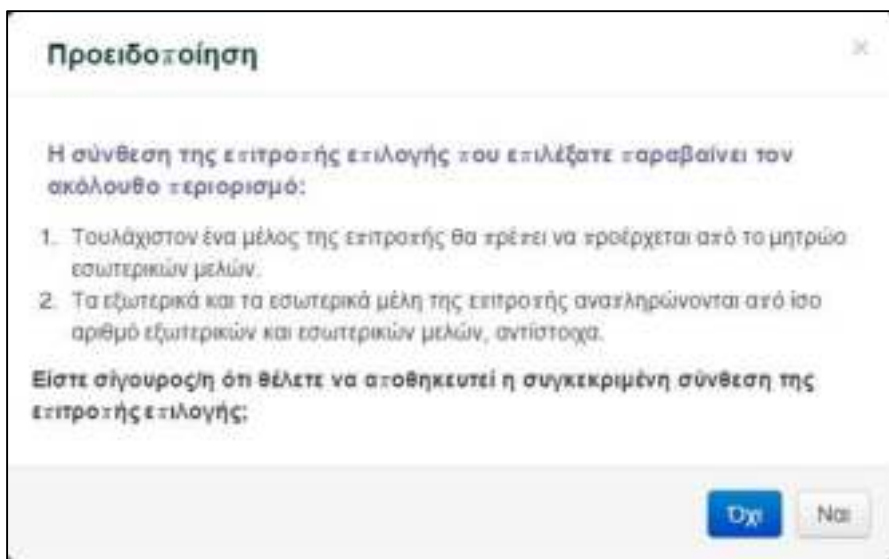 Προειδοποίηση
×
Η σύνθεση της επιτροπής επιλογής που επιλέξατε παραβαίνει τον
ακόλουθο περιορισμό:
1. Τουλάχιστον ένα μέλος της επιτροπής θα πρέπει να προέρχεται από το μητρώο
εσωτερικών μελών.
2. Τα εξωτερικά και τα εσωτερικά μέλη της επιτροπής αναπληρώνονται από ίσο
αριθμό εξωτερικών και εσωτερικών μελών, αντίστοιχα.
Είστε σίγουρος/η ότι θέλετε να αποθηκευτεί η συγκεκριμένη σύνθεση της
επιτροπής επιλογής;
Όχι Ναι